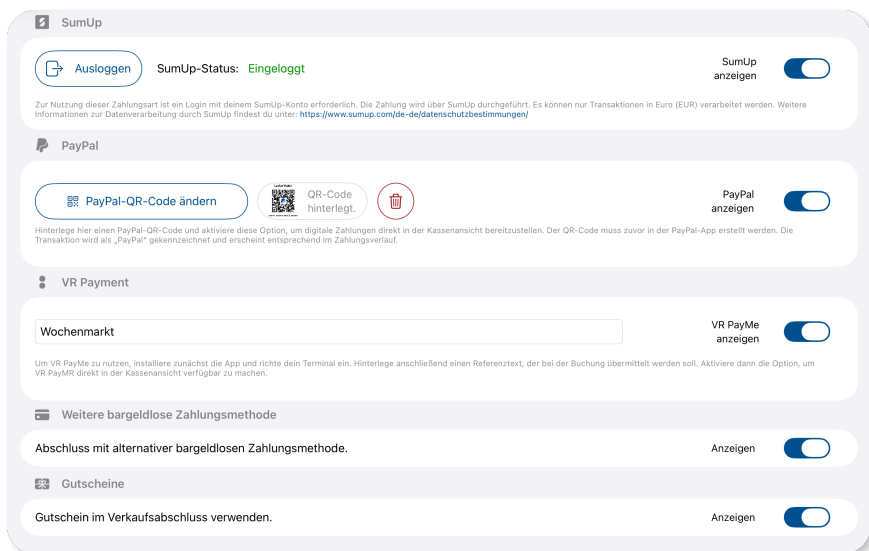 SumUp
Ausloggen SumUp-Status: Eingeloggt
SumUp
anzeigen
Zur Nutzung dieser Zahlungsart ist ein Login mit deinem SumUp-Konto erforderlich. Die Zahlung wird über SumUp durchgeführt. Es können nur Transaktionen in Euro (EUR) verarbeitet werden. Weitere
Informationen zur Datenverarbeitung durch SumUp findest du unter: https://www.sumup.com/de-de/datenschutzbestimmungen/
PayPal
PayPal-QR-Code ändern
QR-Code
hinterlegt.
PayPal
anzeigen
Hinterlege hier einen PayPal-QR-Code und aktiviere diese Option, um digitale Zahlungen direkt in der Kassenansicht bereitzustellen. Der QR-Code muss zuvor in der PayPal-App erstellt werden. Die
Transaktion wird als „PayPal" gekennzeichnet und erscheint entsprechend im Zahlungsverlauf.
VR Payment
Wochenmarkt
VR PayMe
anzeigen
Um VR PayMe zu nutzen, installiere zunächst die App und richte dein Terminal ein. Hinterlege anschließend einen Referenztext, der bei der Buchung übermittelt werden soll. Aktiviere dann die Option, um
VR PayMR direkt in der Kassenansicht verfügbar zu machen.
Weitere bargeldlose Zahlungsmethode
Abschluss mit alternativer bargeldlosen Zahlungsmethode. Anzeigen
Gutscheine
Gutschein im Verkaufsabschluss verwenden. Anzeigen